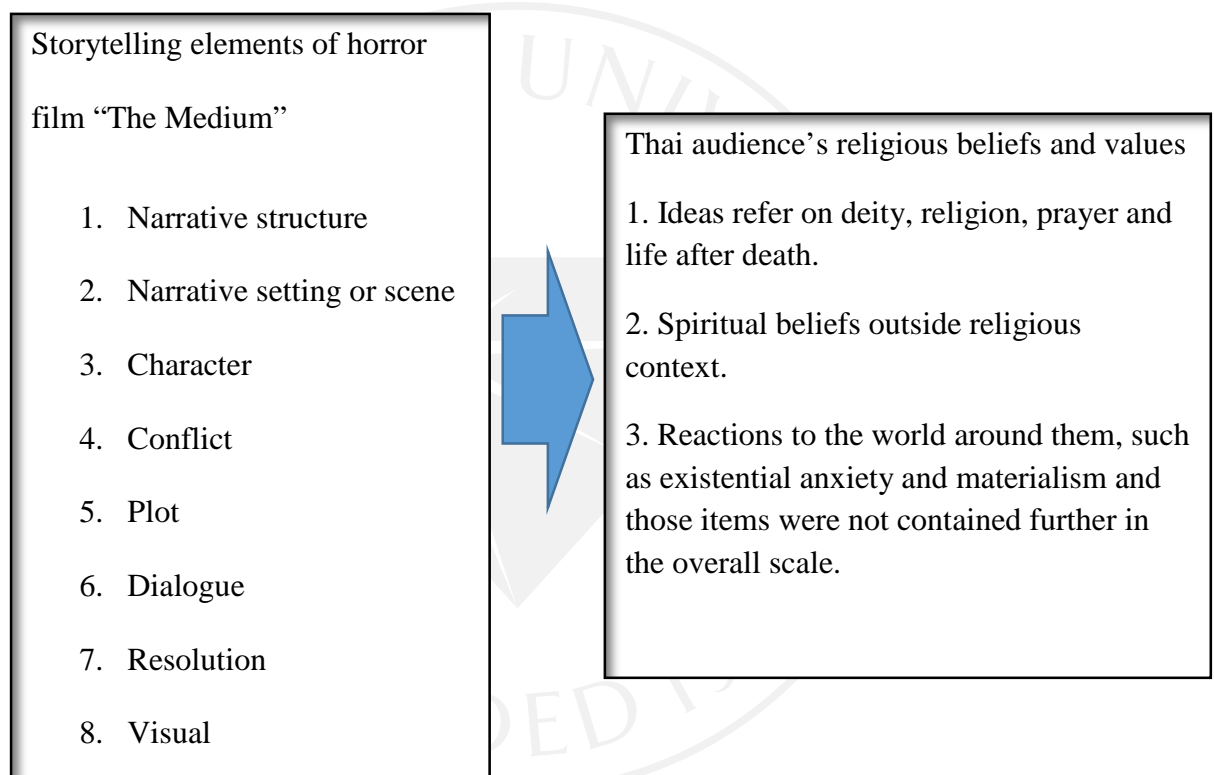 Storytelling elements of horror
film “The Medium”
1. Narrative structure
2. Narrative setting or scene
3. Character
4. Conflict
5. Plot
6. Dialogue
7. Resolution
8. Visual
Thai audience’s religious beliefs and values
1. Ideas refer on deity, religion, prayer and
life after death.
2. Spiritual beliefs outside religious
context.
3. Reactions to the world around them, such
as existential anxiety and materialism and
those items were not contained further in
the overall scale.